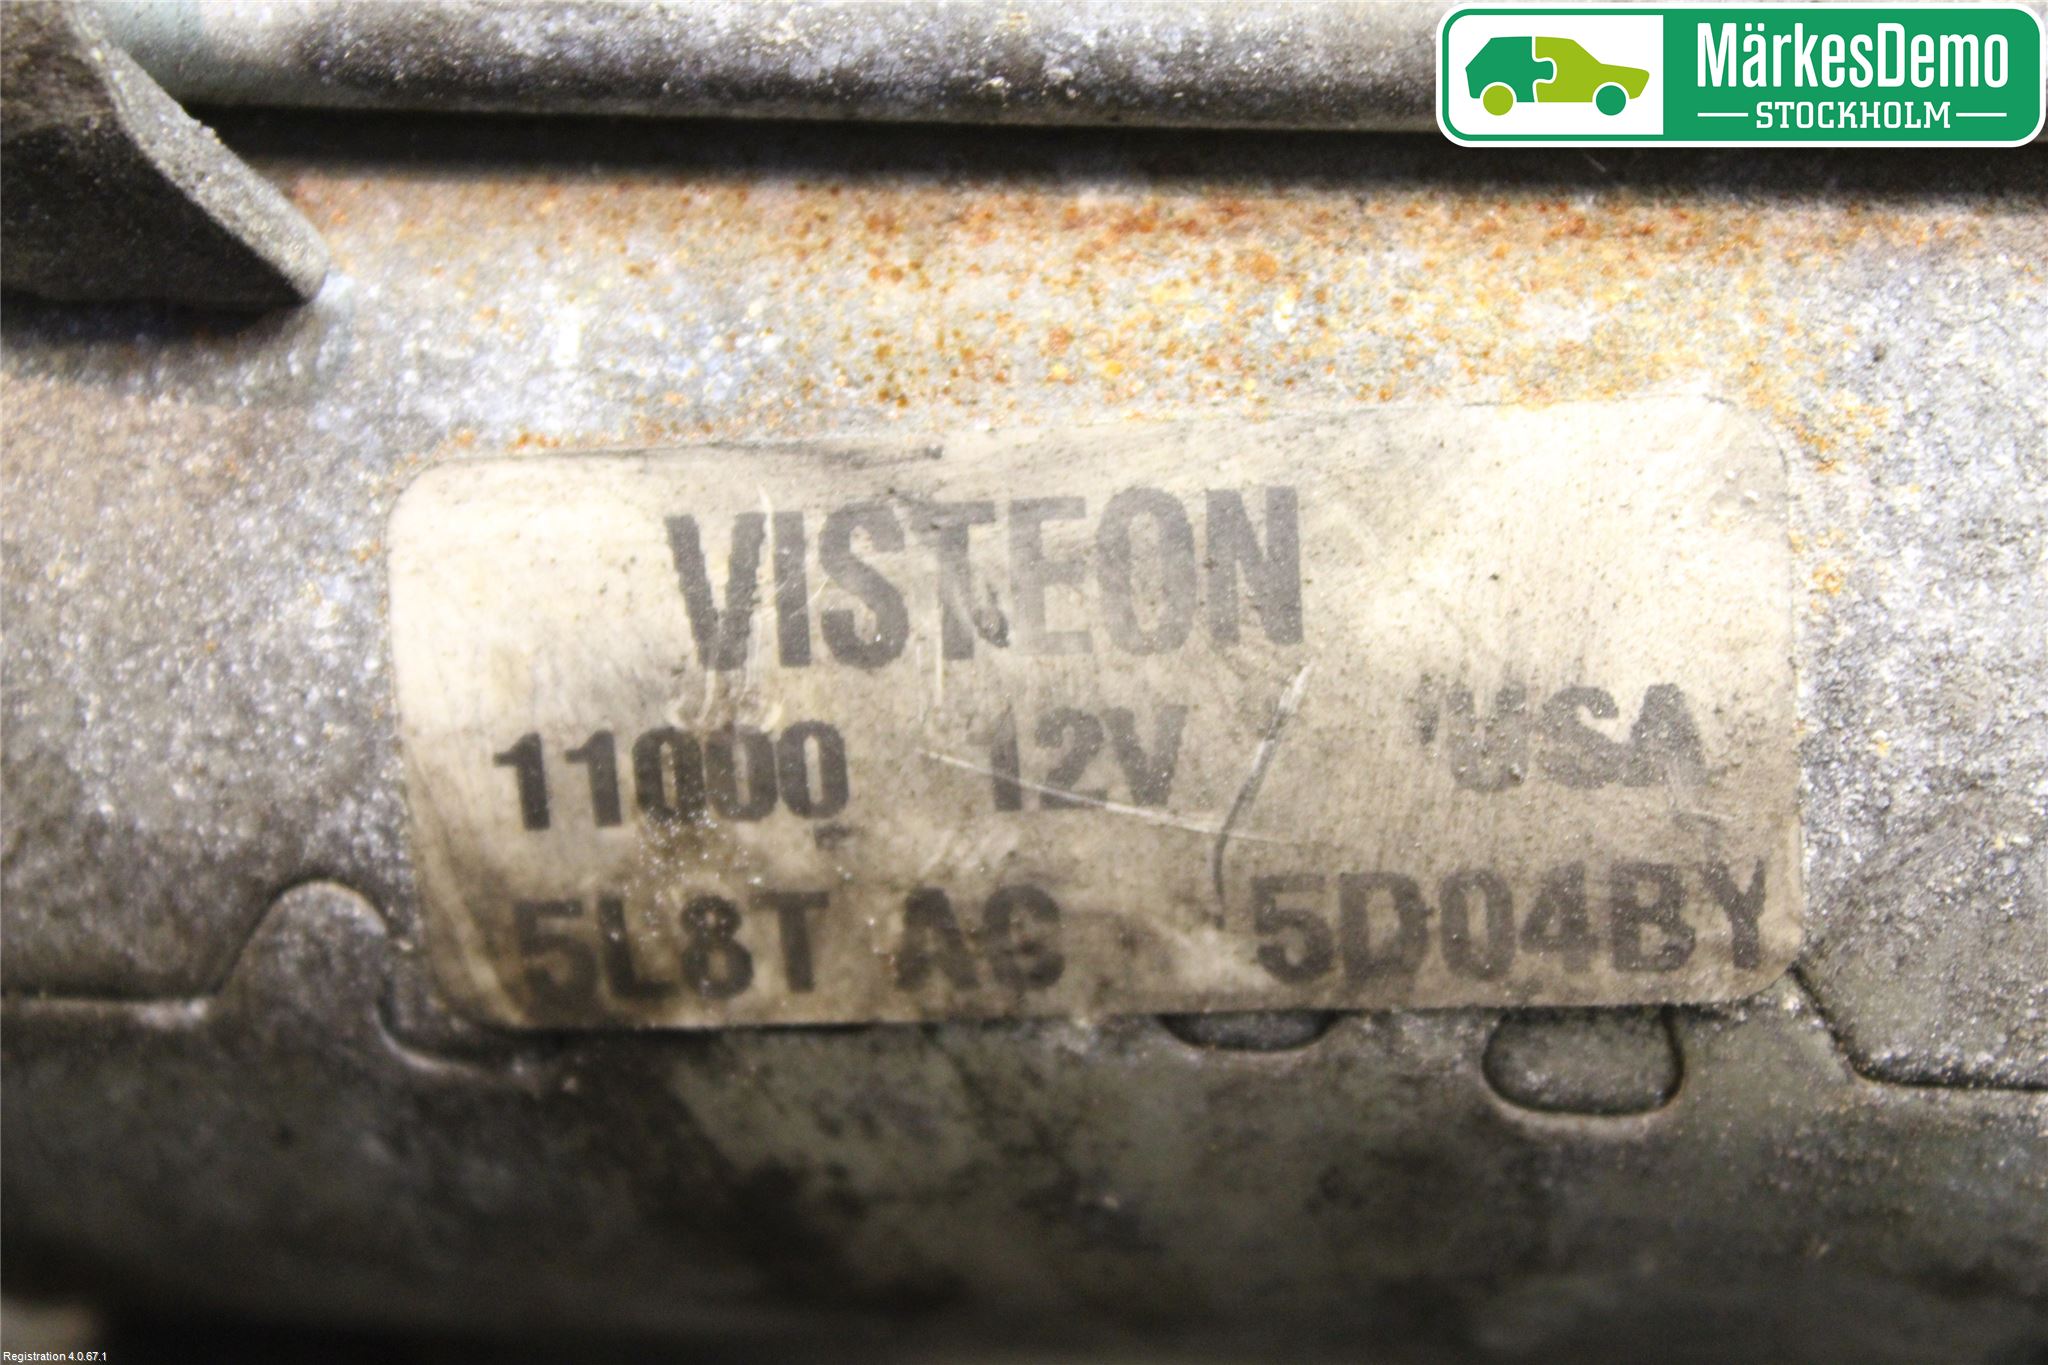 MärkesDemo
STOCKHOLM
VISTEON
11000 12V USA
5L8T AC 5D04BY
Registration 4.0.67.1